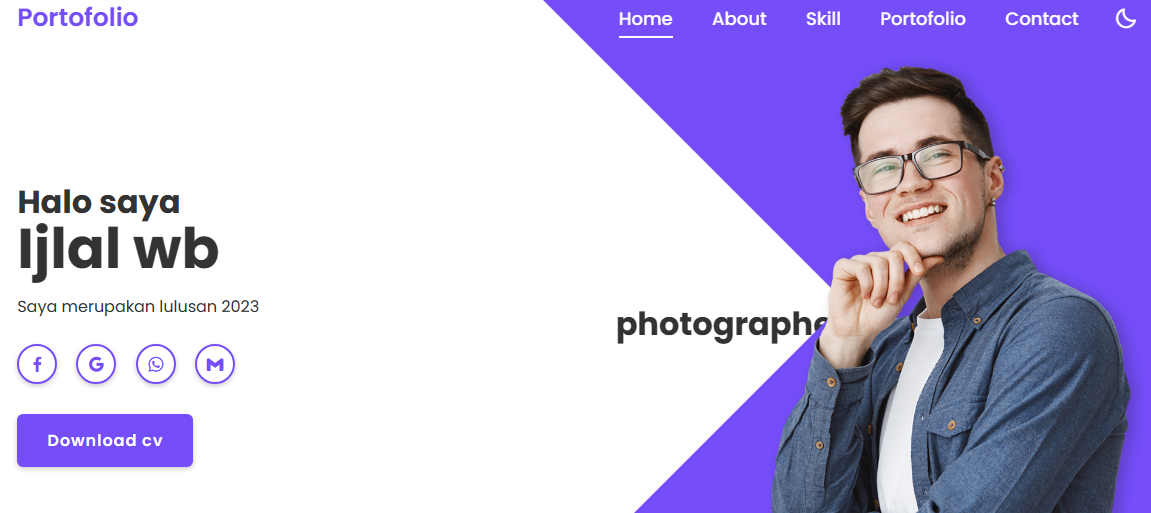 Portofolio
Home About Skill Portofolio Contact
Halo saya
Ijlal wb
Saya merupakan lulusan 2023
photographe
Download cv